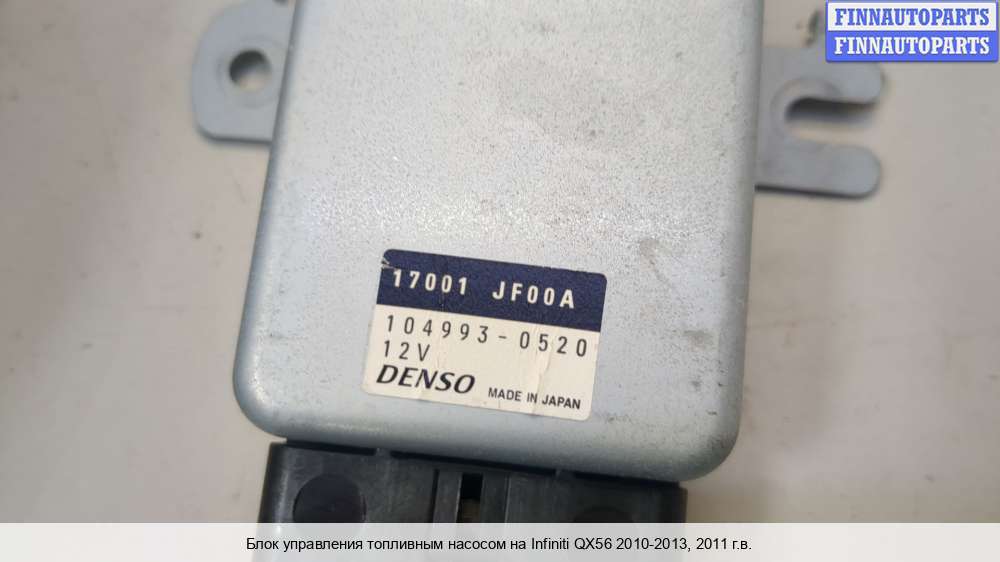 FINNAUTOPARTS
FINNAUTOPARTS
17001 JF00A
104993-0520
12V
DENSO MADE IN JAPAN
Блок управления топливным насосом на Infiniti QX56 2010-2013, 2011 г.в.